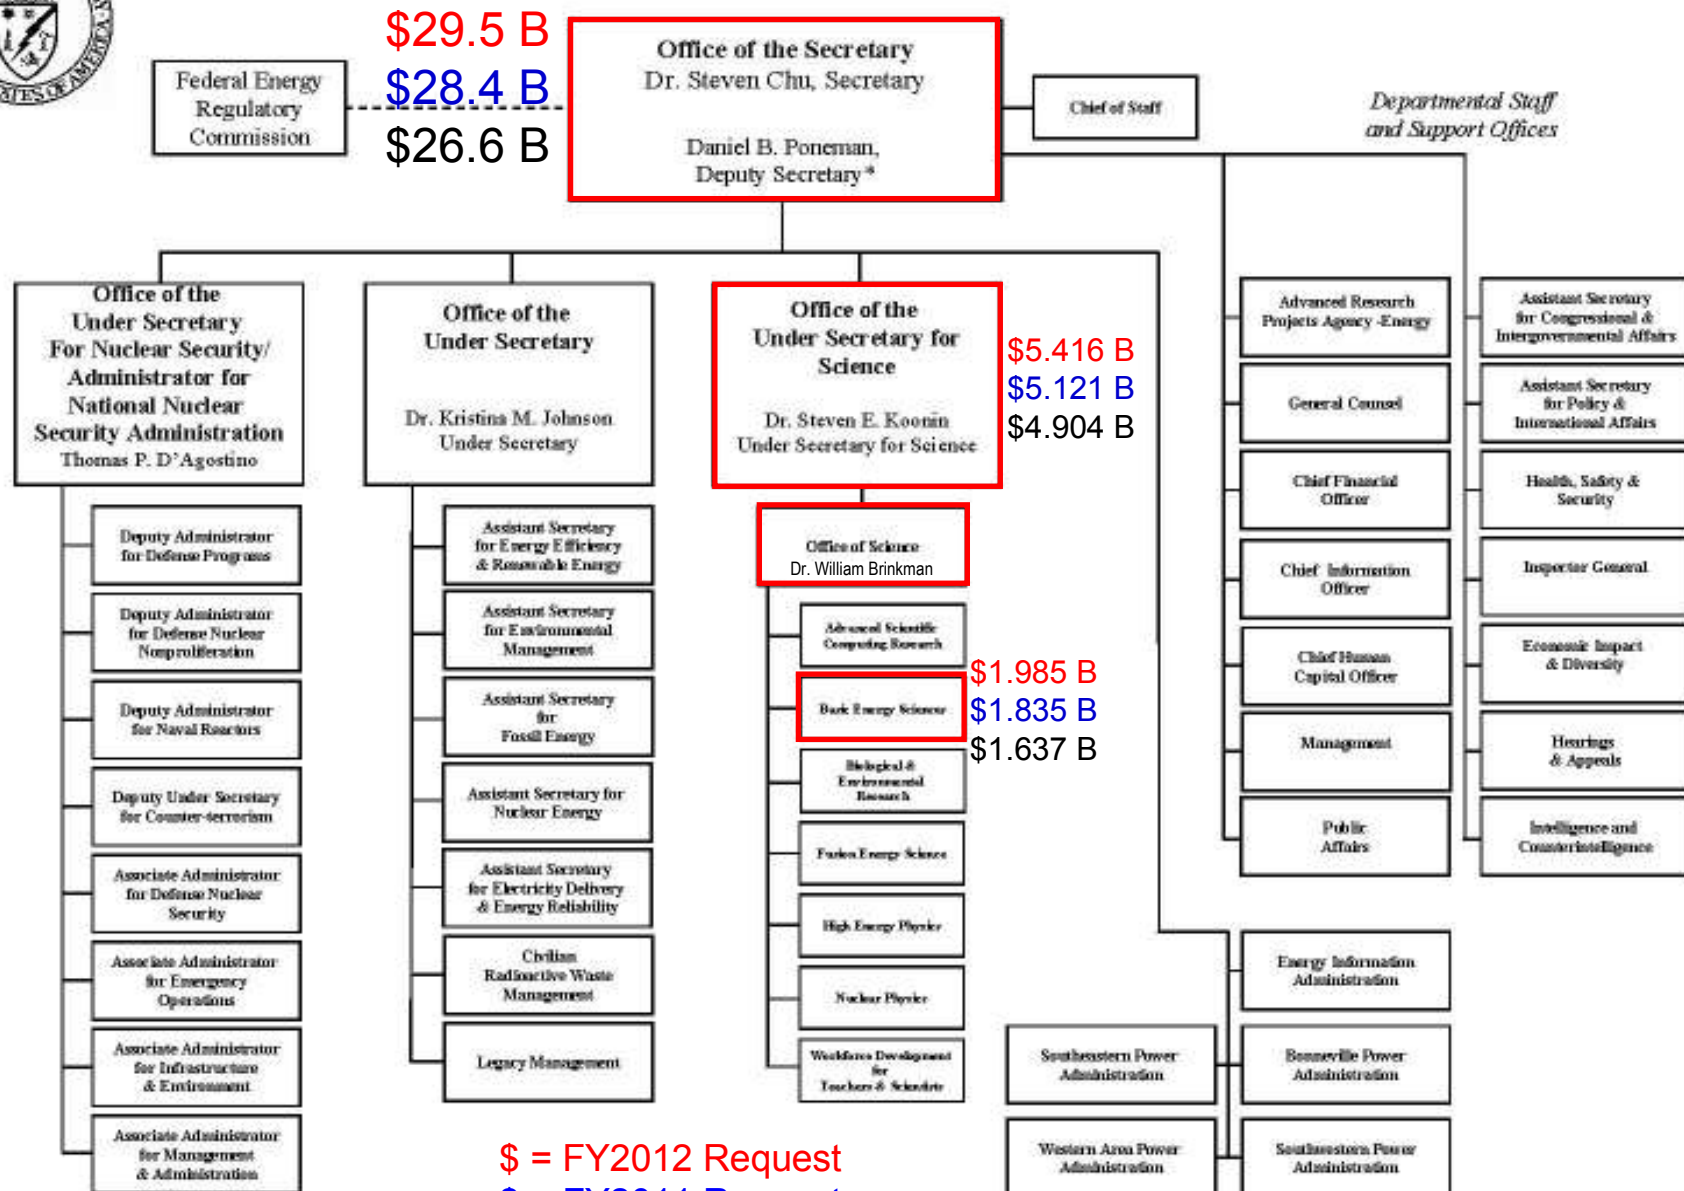 STATES OF AMERICA
$29.5 B
$28.4 B
$26.6 B
Federal Energy
Regulatory
Commission
Office of the Secretary
Dr. Steven Chu, Secretary
Daniel B. Poneman,
Deputy Secretary*
Chief of Staff
Departmental Staff
and Support Offices
Office of the
Under Secretary
For Nuclear Security/
Administrator for
National Nuclear
Security Administration
Thomas P. D'Agostino
Office of the
Under Secretary
Dr. Kristina M. Johnson
Under Secretary
Office of the
Under Secretary for
Science
Dr. Steven E. Koonin
Under Secretary for Science
$5.416 B
$5.121 B
$4.904 B
Deputy Administrator
for Defense Programs
Deputy Administrator
for Defense Nuclear
Nonproliferation
Deputy Administrator
for Naval Reactors
Deputy Under Secretary
for Counter-terrorism
Associate Administrator
for Defense Nuclear
Security
Associate Administrator
for Emergency
Operations
Associate Administrator
for Infrastructure
& Environment
Associate Administrator
for Management
& Administration
Assistant Secretary
for Energy Efficiency
& Renewable Energy
Assistant Secretary
for Environmental
Management
Assistant Secretary
for
Fossil Energy
Assistant Secretary for
Nuclear Energy
Assistant Secretary
for Electricity Delivery
& Energy Reliability
Civilian
Radioactive Waste
Management
Legacy Management
Office of Science
Dr. William Brinkman
Advanced Scientific
Computing Research
Basic Energy Sciences
$1.985 B
$1.835 B
$1.637 B
Biological &
Environmental
Research
Fusion Energy Science
High Energy Physics
Nuclear Physics
Workforce Development
for
Teachers & Scientists
Advanced Research
Projects Agency -Energy
General Counsel
Chief Financial
Officer
Chief Information
Officer
Chief Human
Capital Officer
Management
Public
Affairs
Assistant Secretary
for Congressional &
Intergovernmental Affairs
Assistant Secretary
for Policy &
International Affairs
Health, Safety &
Security
Inspector General
Economic Impact
& Diversity
Hearings
& Appeals
Intelligence and
Counterintelligence
Energy Information
Administration
Southeastern Power
Administration
Bonneville Power
Administration
Western Area Power
Administration
Southwestern Power
Administration
$ = FY2012 Request
$ = FY2011 Request